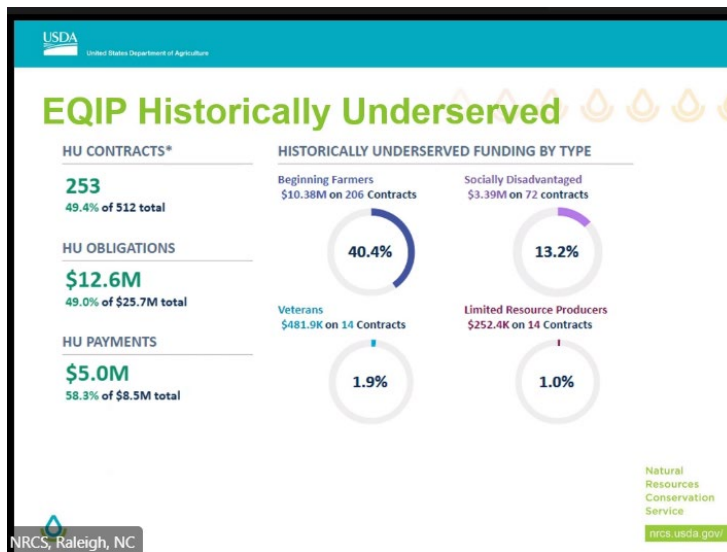 USDA
United States Department of Agriculture
EQIP Historically Underserved
HU CONTRACTS*
253
49.4% of 512 total
HU OBLIGATIONS
$12.6M
49.0% of $25.7M total
HU PAYMENTS
$5.0M
58.3% of $8.5M total
HISTORICALLY UNDERSERVED FUNDING BY TYPE
Beginning Farmers
$10.38M on 206 Contracts
40.4%
Socially Disadvantaged
$3.39M on 72 contracts
13.2%
Veterans
$481.9K on 14 Contracts
1.9%
Limited Resource Producers
$252.4K on 14 Contracts
1.0%
Natural
Resources
Conservation
Service
nrcs.usda.gov/
NRCS, Raleigh, NC